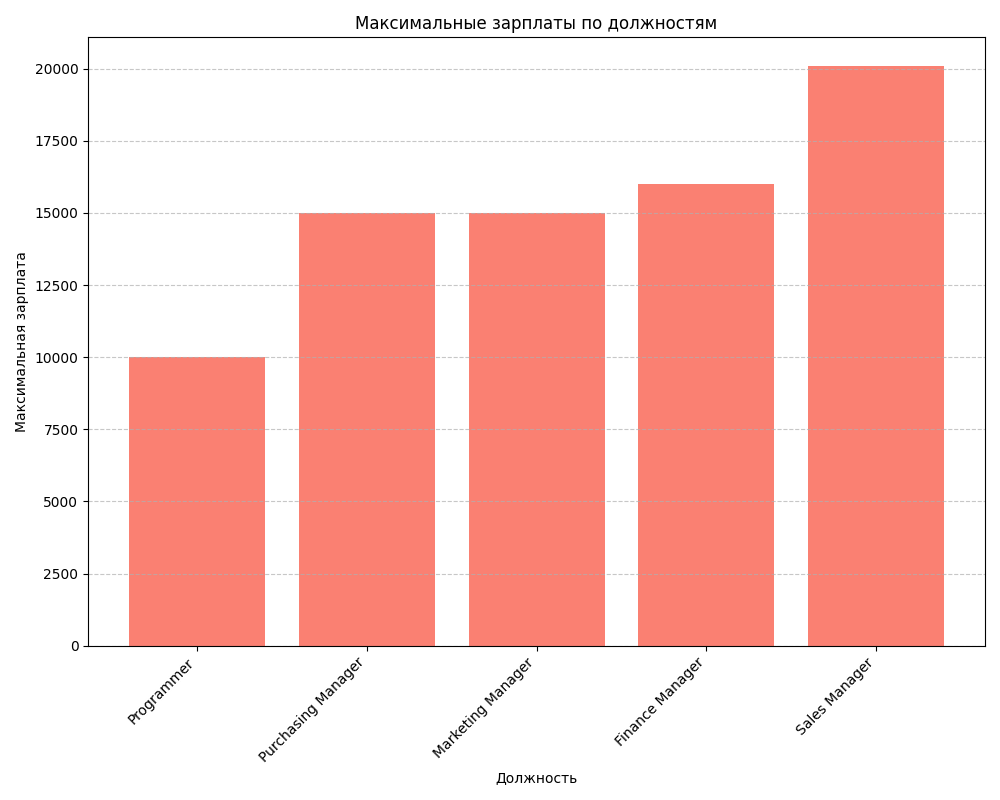 Максимальные зарплаты по должностям
Максимальная зарплата
20000
17500
15000
12500
10000
7500
5000
2500
0
Programmer
Purchasing Manager
Marketing Manager
Finance Manager
Sales Manager
Должность